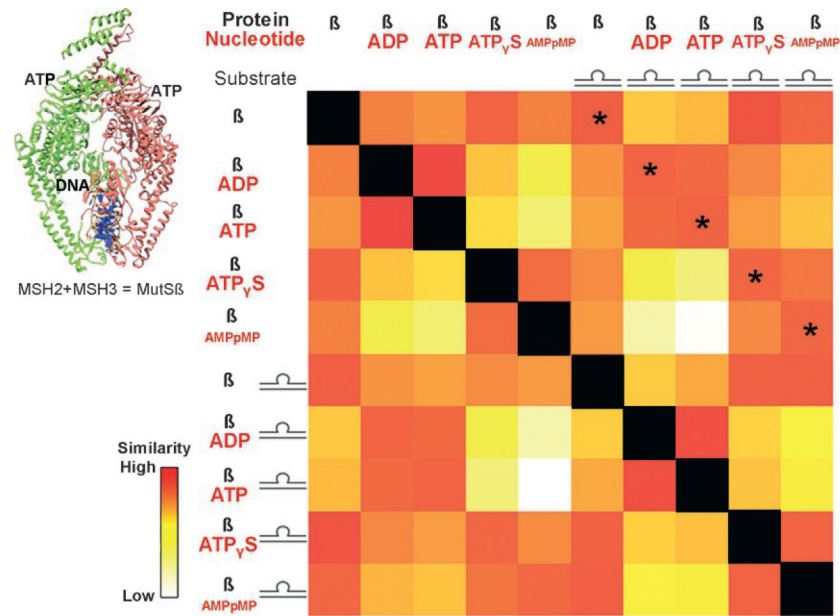 Protein ß ß ß ß ß ß ß ß ß ß
Nucleotide ADP ATP ATPγS AMPpMP ADP ATP ATPγS AMPpMP
Substrate
ATP
ATP
DNA
MSH2+MSH3 = MutSß
ß
*
ß
ADP
*
ß
ATP
*
ß
ATPγS
*
ß
AMPpMP
*
ß
ß
ADP
ß
ATP
ß
ATPγS
ß
AMPpMP
Similarity
High
Low